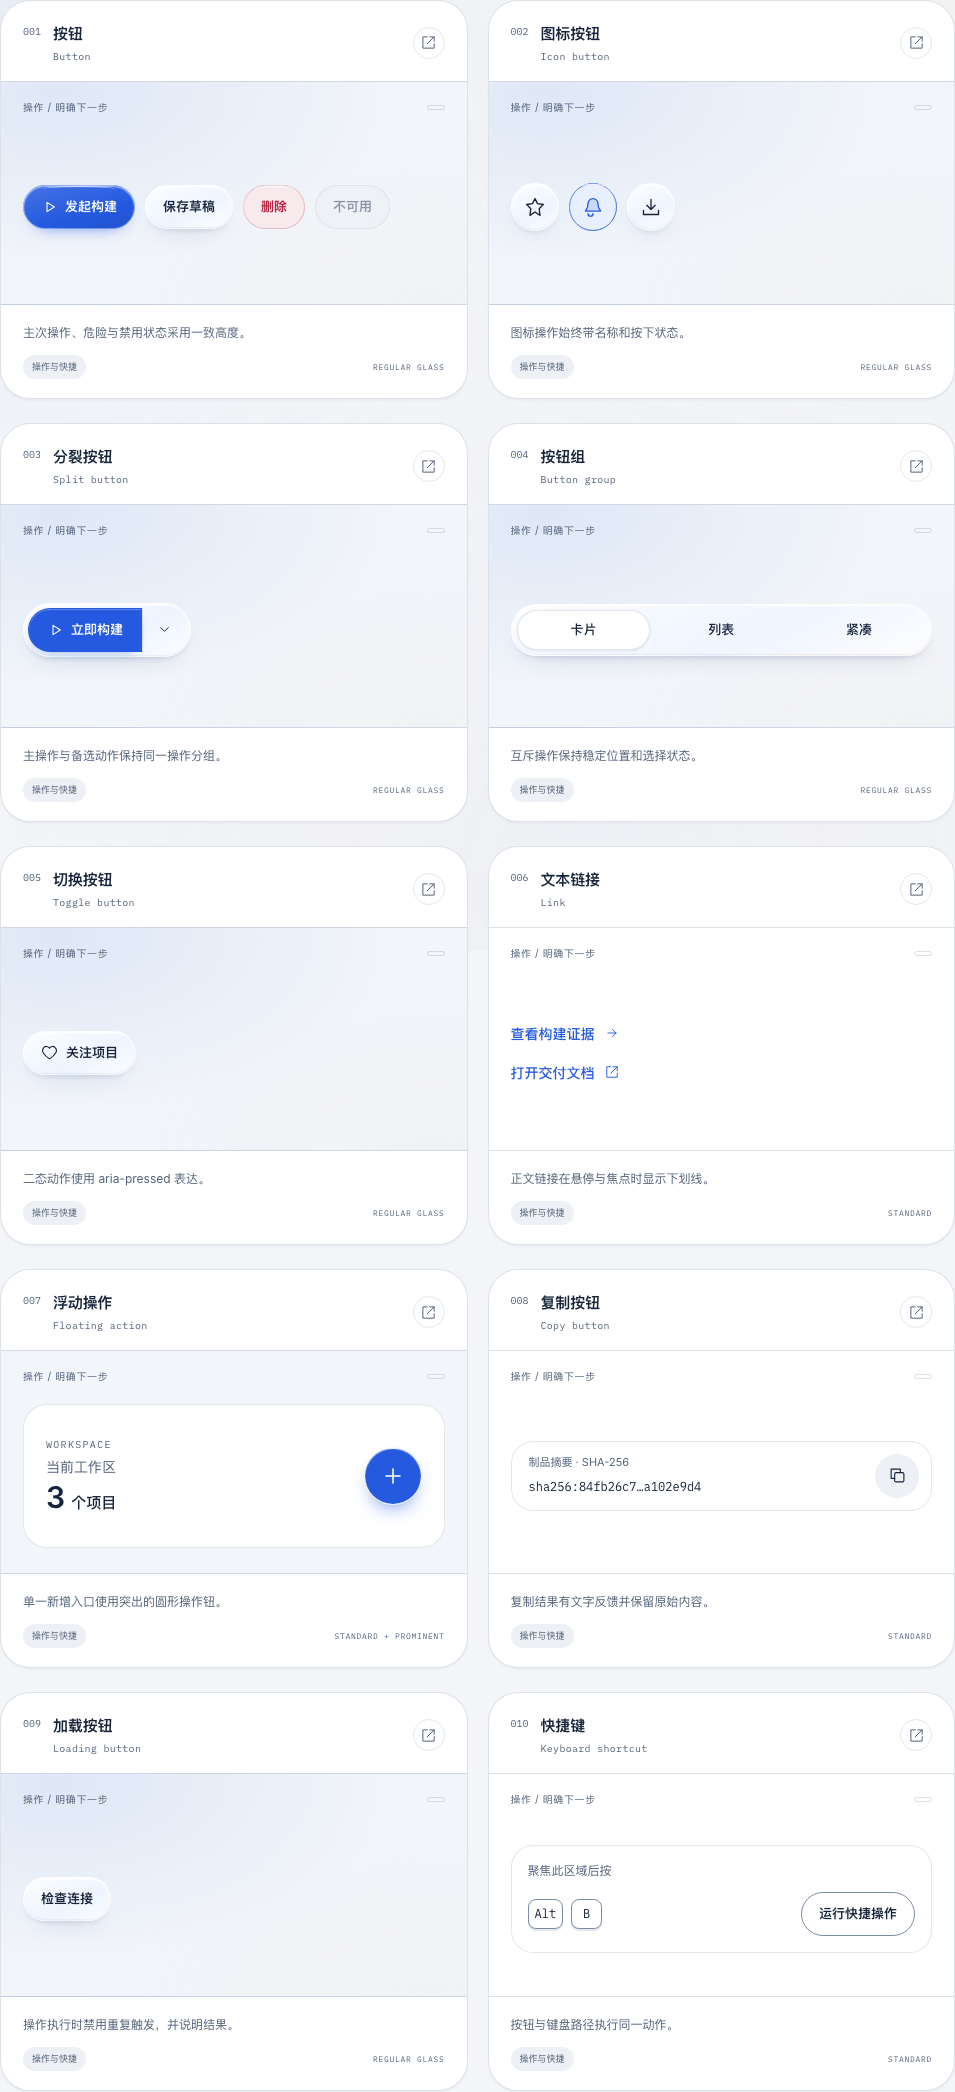 001 按钮
Button
操作 / 明确下一步
发起构建 保存草稿 删除 不可用
主次操作、危险与禁用状态采用一致高度。
操作与快捷 REGULAR GLASS
002 图标按钮
Icon button
操作 / 明确下一步
图标操作始终带名称和按下状态。
操作与快捷 REGULAR GLASS
003 分裂按钮
Split button
操作 / 明确下一步
立即构建
主操作与备选动作保持同一操作分组。
操作与快捷 REGULAR GLASS
004 按钮组
Button group
操作 / 明确下一步
卡片 列表 紧凑
互斥操作保持稳定位置和选择状态。
操作与快捷 REGULAR GLASS
005 切换按钮
Toggle button
操作 / 明确下一步
关注项目
二态动作使用 aria-pressed 表达。
操作与快捷 REGULAR GLASS
006 文本链接
Link
操作 / 明确下一步
查看构建证据
打开交付文档
正文链接在悬停与焦点时显示下划线。
操作与快捷 STANDARD
007 浮动操作
Floating action
操作 / 明确下一步
WORKSPACE
当前工作区
3 个项目
单一新增入口使用突出的圆形操作钮。
操作与快捷 STANDARD + PROMINENT
008 复制按钮
Copy button
操作 / 明确下一步
制品摘要 · SHA-256
sha256:84fb26c7…a102e9d4
复制结果有文字反馈并保留原始内容。
操作与快捷 STANDARD
009 加载按钮
Loading button
操作 / 明确下一步
检查连接
操作执行时禁用重复触发，并说明结果。
操作与快捷 REGULAR GLASS
010 快捷键
Keyboard shortcut
操作 / 明确下一步
聚焦此区域后按
Alt B 运行快捷操作
按钮与键盘路径执行同一动作。
操作与快捷 STANDARD